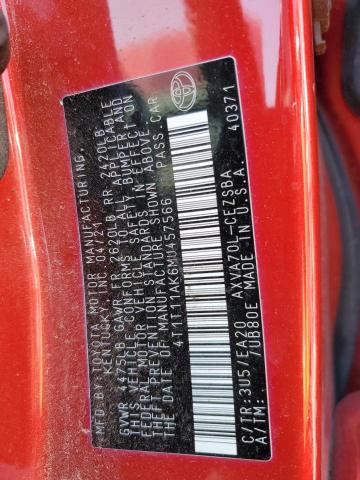 MFD. BY: TOYOTA MOTOR MANUFACTURING,
KENTUCKY, INC. 04/21
GVWR 4475LB GAWR FR 2620LB RR 2420LB
THIS VEHICLE CONFORMS TO ALL APPLICABLE
FEDERAL MOTOR VEHICLE SAFETY, BUMPER, AND
THEFT PREVENTION STANDARDS IN EFFECT ON
THE DATE OF MANUFACTURE SHOWN ABOVE.
4T1T11AK6MU457566 PASS. CAR
C/TR:3U5/EA20 AXVA70L-CEZSBA
A/TM: /UB80E MADE IN U.S.A. 40371